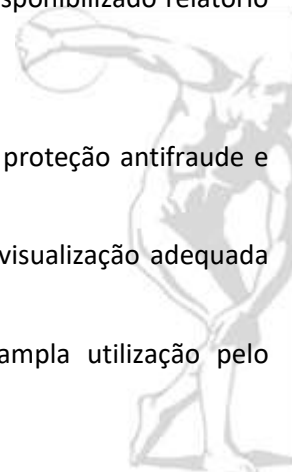 sponibilizado relatório
proteção antifraude e
visualização adequada
ampla utilização pelo